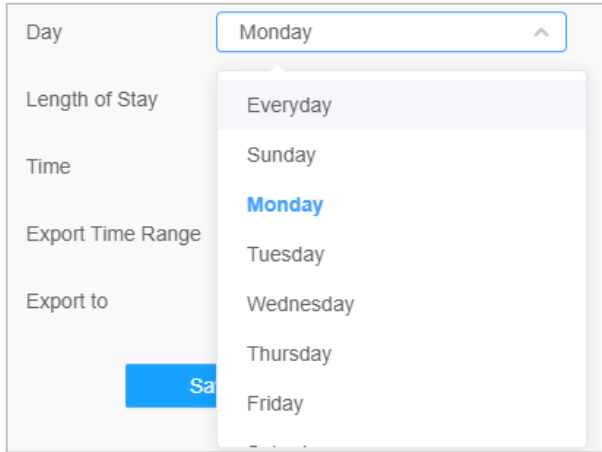 Day
Monday
Length of Stay
Time
Export Time Range
Export to
Everyday
Sunday
Monday
Tuesday
Wednesday
Thursday
Friday